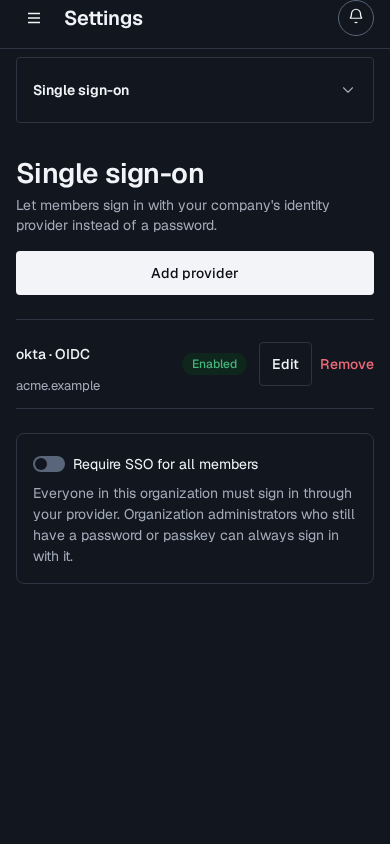 Settings
Single sign-on
Single sign-on
Let members sign in with your company's identity
provider instead of a password.
Add provider
okta · OIDC
acme.example
Enabled
Edit
Remove
Require SSO for all members
Everyone in this organization must sign in through
your provider. Organization administrators who still
have a password or passkey can always sign in
with it.